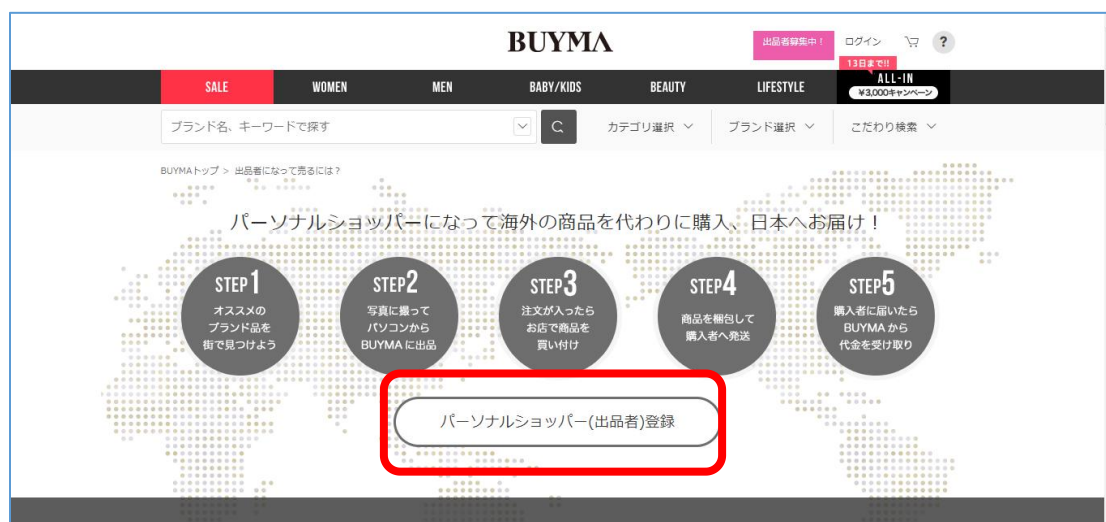 BUYMA
出品者募集中！
ログイン
?
13日まで!!
SALE
WOMEN
MEN
BABY/KIDS
BEAUTY
LIFESTYLE
ALL-IN
¥3,000キャンペーン
ブランド名、キーワードで探す
カテゴリ選択
ブランド選択
こだわり検索
BUYMAトップ > 出品者になって売るには？
パーソナルショッパーになって海外の商品を代わりに購入、日本へお届け！
STEP1
オススメの
ブランド品を
街で見つけよう
STEP2
写真に撮って
パソコンから
BUYMAに出品
STEP3
注文が入ったら
お店で商品を
買い付け
STEP4
商品を梱包して
購入者へ発送
STEP5
購入者に届いたら
BUYMAから
代金を受け取り
パーソナルショッパー(出品者)登録